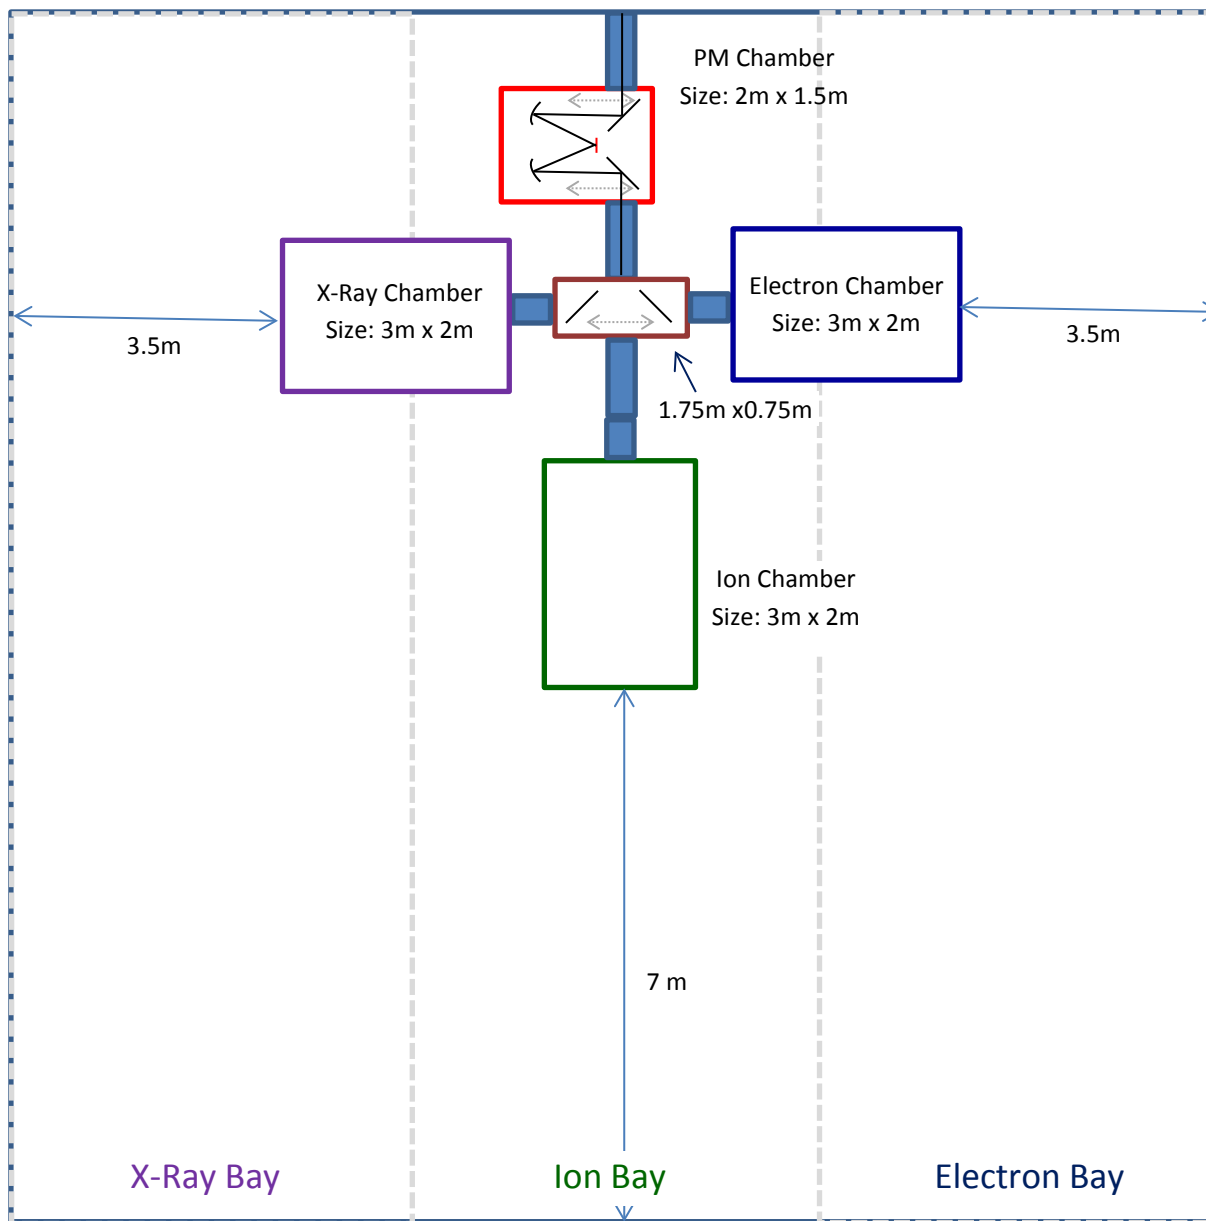 PM Chamber
Size: 2m x 1.5m
X-Ray Chamber
Size: 3m x 2m
Electron Chamber
Size: 3m x 2m
3.5m
3.5m
1.75m x0.75m
Ion Chamber
Size: 3m x 2m
7 m
X-Ray Bay
Ion Bay
Electron Bay